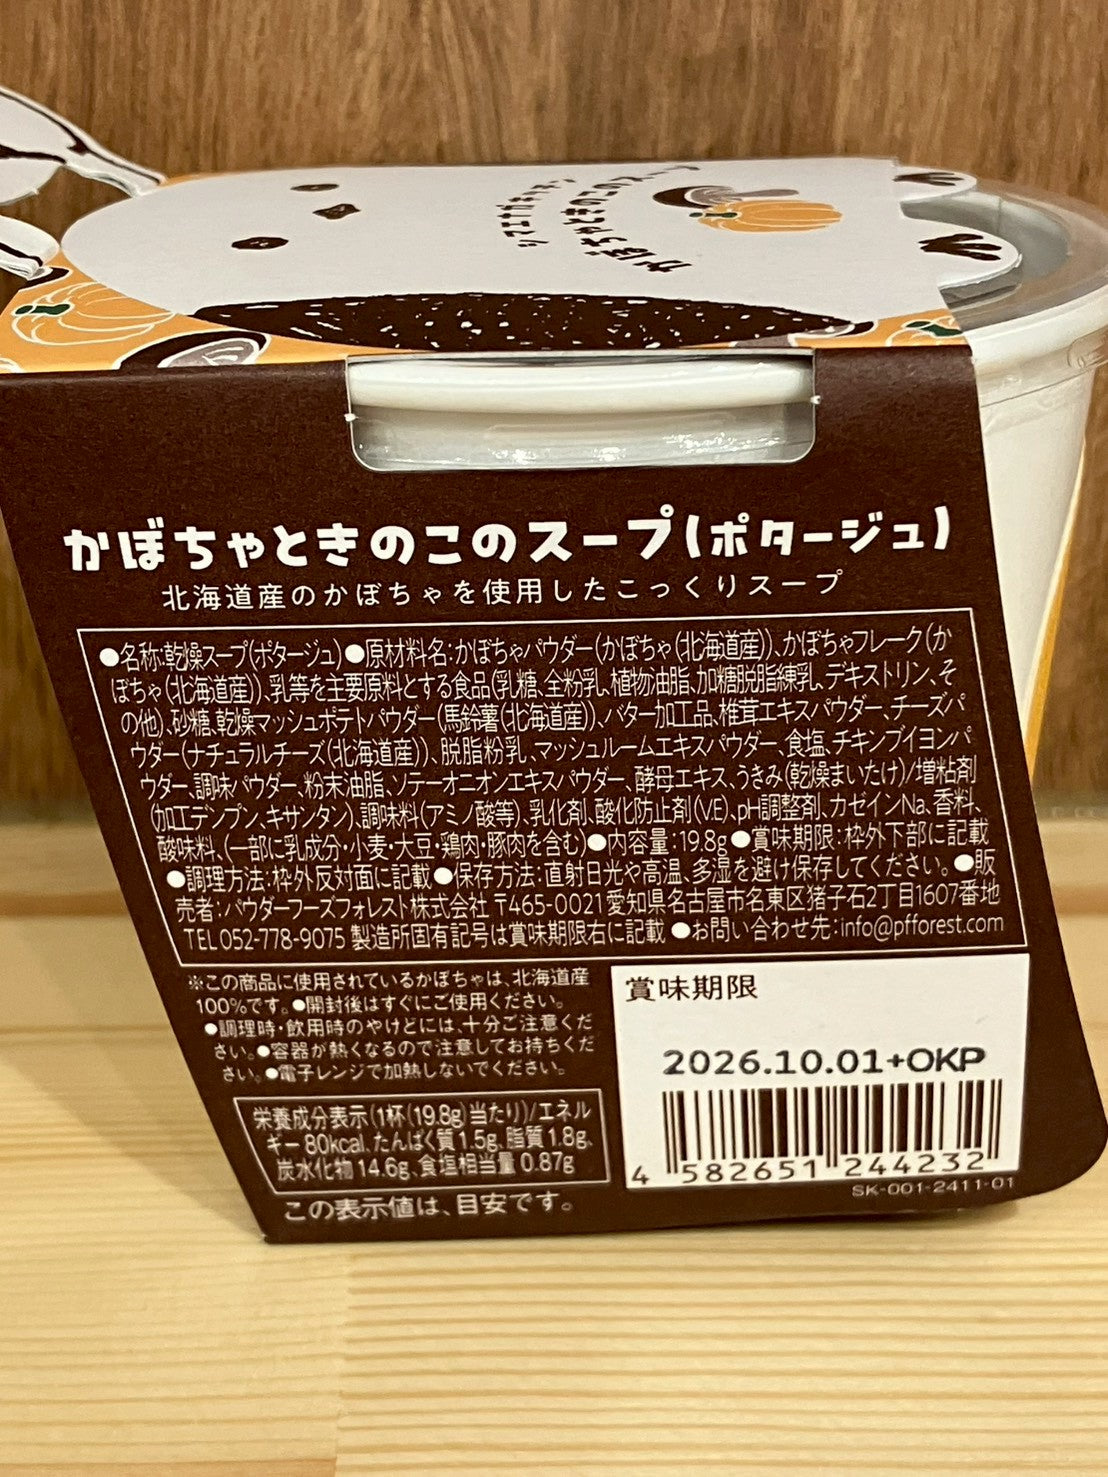 シマエナガちゃん
かぼちゃときのこのスープ
かぼちゃときのこのスープ(ポタージュ)
北海道産のかぼちゃを使用したこっくりスープ
●名称:乾燥スープ(ポタージュ)●原材料名:かぼちゃパウダー(かぼちゃ(北海道産))、かぼちゃフレーク(か
ぼちゃ(北海道産))、乳等を主要原料とする食品(乳糖、全粉乳、植物油脂、加糖脱脂練乳、デキストリン、そ
の他)、砂糖、乾燥マッシュポテトパウダー(馬鈴薯(北海道産))、バター加工品、椎茸エキスパウダー、チーズパ
ウダー(ナチュラルチーズ(北海道産))、脱脂粉乳、マッシュルームエキスパウダー、食塩、チキンブイヨンパ
ウダー、調味パウダー、粉末油脂、ソテーオニオンエキスパウダー、酵母エキス、うきみ(乾燥まいたけ)/増粘剤
(加工デンプン、キサンタン)、調味料(アミノ酸等)、乳化剤、酸化防止剤(V.E)、pH調整剤、カゼインNa、香料、
酸味料、(一部に乳成分・小麦・大豆・鶏肉・豚肉を含む)●内容量:19.8g●賞味期限:枠外下部に記載
●調理方法:枠外反対面に記載●保存方法:直射日光や高温、多湿を避け保存してください。●販
売者:パウダーフーズフォレスト株式会社 〒465-0021 愛知県名古屋市名東区猪子石2丁目1607番地
TEL 052-778-9075 製造所固有記号は賞味期限右に記載 ●お問い合わせ先:info@pfforest.com
※この商品に使用されているかぼちゃは、北海道産
100%です。●開封後はすぐにご使用ください。
●調理時・飲用時のやけどには、十分ご注意くだ
さい。●容器が熱くなるので注意してお持ちくだ
さい。●電子レンジで加熱しないでください。
栄養成分表示(1杯(19.8g)当たり)/エネル
ギー 80kcal、たんぱく質 1.5g、脂質 1.8g、
炭水化物 14.6g、食塩相当量 0.87g
この表示値は、目安です。
賞味期限
2026.10.01+OKP
4 582651 244232
SK-001-2411-01